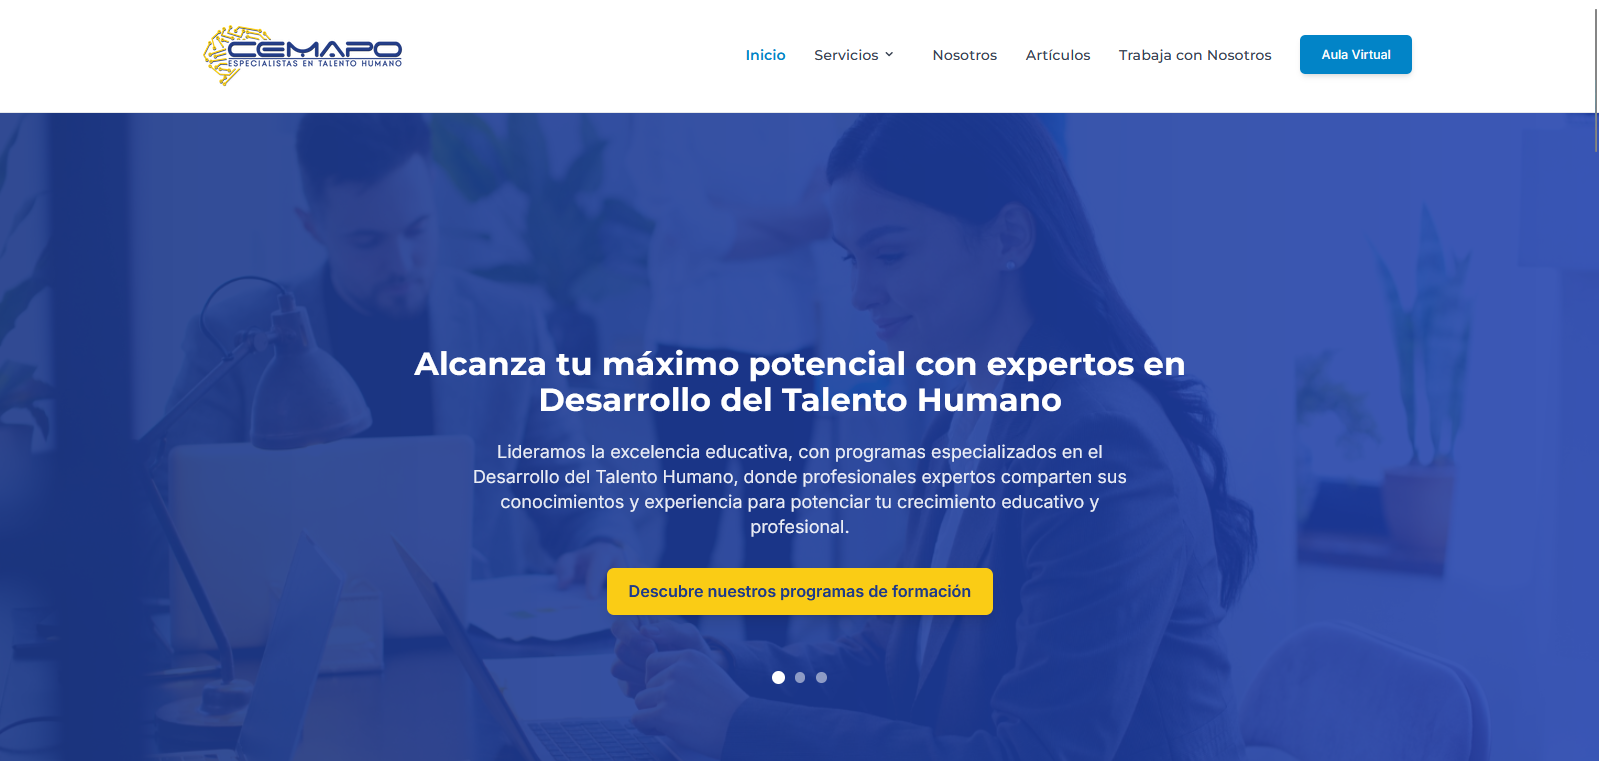 CEMAPO
ESPECIALISTAS EN TALENTO HUMANO
Inicio
Servicios
Nosotros
Artículos
Trabaja con Nosotros
Aula Virtual
Alcanza tu máximo potencial con expertos en
Desarrollo del Talento Humano
Lideramos la excelencia educativa, con programas especializados en el
Desarrollo del Talento Humano, donde profesionales expertos comparten sus
conocimientos y experiencia para potenciar tu crecimiento educativo y
profesional.
Descubre nuestros programas de formación